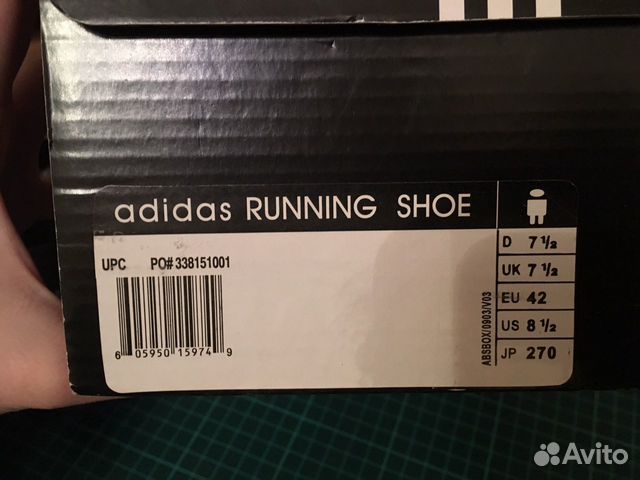 adidas RUNNING SHOE
UPC PO# 338151001
6 05950 15974 9
ABSBOX/0903/V03
D 7 1/2
UK 7 1/2
EU 42
US 8 1/2
JP 270
Avito